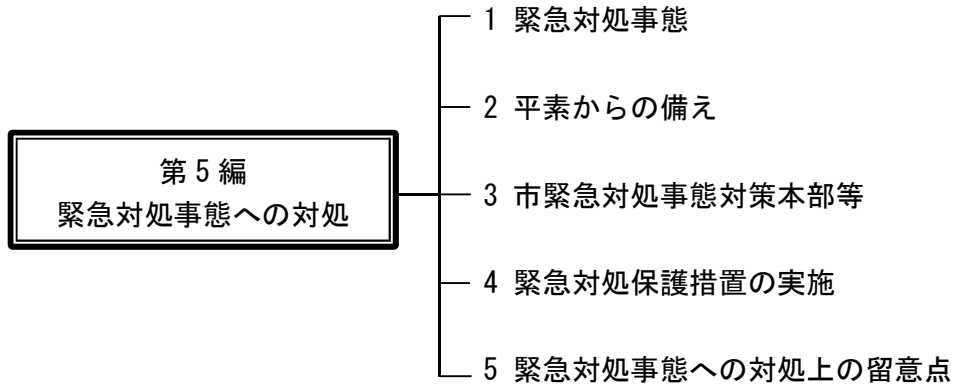 第5編
緊急対処事態への対処
1 緊急対処事態
2 平素からの備え
3 市緊急対処事態対策本部等
4 緊急対処保護措置の実施
5 緊急対処事態への対処上の留意点